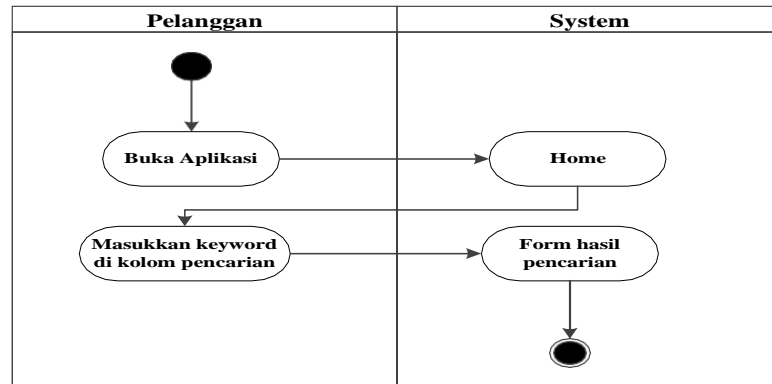 Pelanggan
System
Buka Aplikasi
Home
Masukkan keyword
di kolom pencarian
Form hasil
pencarian